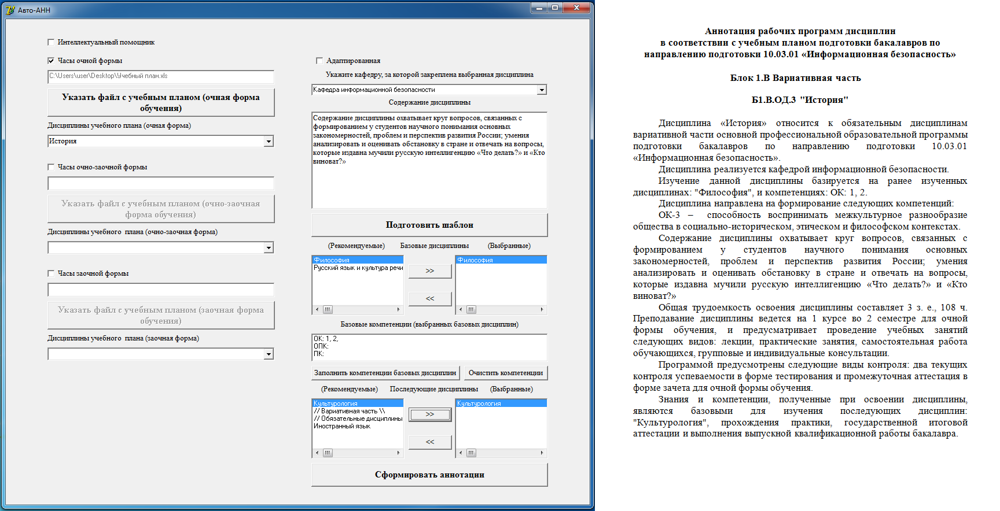 Авто-АНН
Интеллектуальный помощник
Часы очной формы
C:\Users\user\Desktop\Учебный план.xls
Указать файл с учебным планом (очная форма
обучения)
Дисциплины учебного плана (очная форма)
История
Часы очно-заочной формы
Указать файл с учебным планом (очно-заочная
форма обучения)
Дисциплины учебного плана (очно-заочная форма)
Часы заочной формы
Указать файл с учебным планом (заочная форма
обучения)
Дисциплины учебного плана (заочная форма)
Адаптированная
Укажите кафедру, за которой закреплена выбранная дисциплина
Кафедра информационной безопасности
Содержание дисциплины
Содержание дисциплины охватывает круг вопросов, связанных с
формированием у студентов научного понимания основных
закономерностей, проблем и перспектив развития России; умения
анализировать и оценивать обстановку в стране и отвечать на вопросы,
которые издавна мучили русскую интеллигенцию «Что делать?» и «Кто
виноват?»
Подготовить шаблон
(Рекомендуемые) Базовые дисциплины (Выбранные)
Философия
Русский язык и культура речи
>>
<<
Философия
Базовые компетенции (выбранных базовых дисциплин)
ОК: 1, 2,
ОПК:
ПК:
Заполнить компетенции базовых дисциплин Очистить компетенции
(Рекомендуемые) Последующие дисциплины (Выбранные)
Культурология
// Вариативная часть \\
// Обязательные дисциплины
Иностранный язык
>>
<<
Культурология
Сформировать аннотации
Аннотация рабочих программ дисциплин
в соответствии с учебным планом подготовки бакалавров по
направлению подготовки 10.03.01 «Информационная безопасность»
Блок 1.В Вариативная часть
Б1.В.ОД.3 "История"
Дисциплина «История» относится к обязательным дисциплинам
вариативной части основной профессиональной образовательной программы
подготовки бакалавров по направлению подготовки 10.03.01
«Информационная безопасность».
Дисциплина реализуется кафедрой информационной безопасности.
Изучение данной дисциплины базируется на ранее изученных
дисциплинах: "Философия", и компетенциях: ОК: 1, 2.
Дисциплина направлена на формирование следующих компетенций:
ОК-3 – способность воспринимать межкультурное разнообразие
общества в социально-историческом, этическом и философском контекстах.
Содержание дисциплины охватывает круг вопросов, связанных с
формированием у студентов научного понимания основных
закономерностей, проблем и перспектив развития России; умения
анализировать и оценивать обстановку в стране и отвечать на вопросы,
которые издавна мучили русскую интеллигенцию «Что делать?» и «Кто
виноват?»
Общая трудоемкость освоения дисциплины составляет 3 з. е., 108 ч.
Преподавание дисциплины ведется на 1 курсе во 2 семестре для очной
формы обучения, и предусматривает проведение учебных занятий
следующих видов: лекции, практические занятия, самостоятельная работа
обучающихся, групповые и индивидуальные консультации.
Программой предусмотрены следующие виды контроля: два текущих
контроля успеваемости в форме тестирования и промежуточная аттестация в
форме зачета для очной формы обучения.
Знания и компетенции, полученные при освоении дисциплины,
являются базовыми для изучения последующих дисциплин:
"Культурология", прохождения практики, государственной итоговой
аттестации и выполнения выпускной квалификационной работы бакалавра.